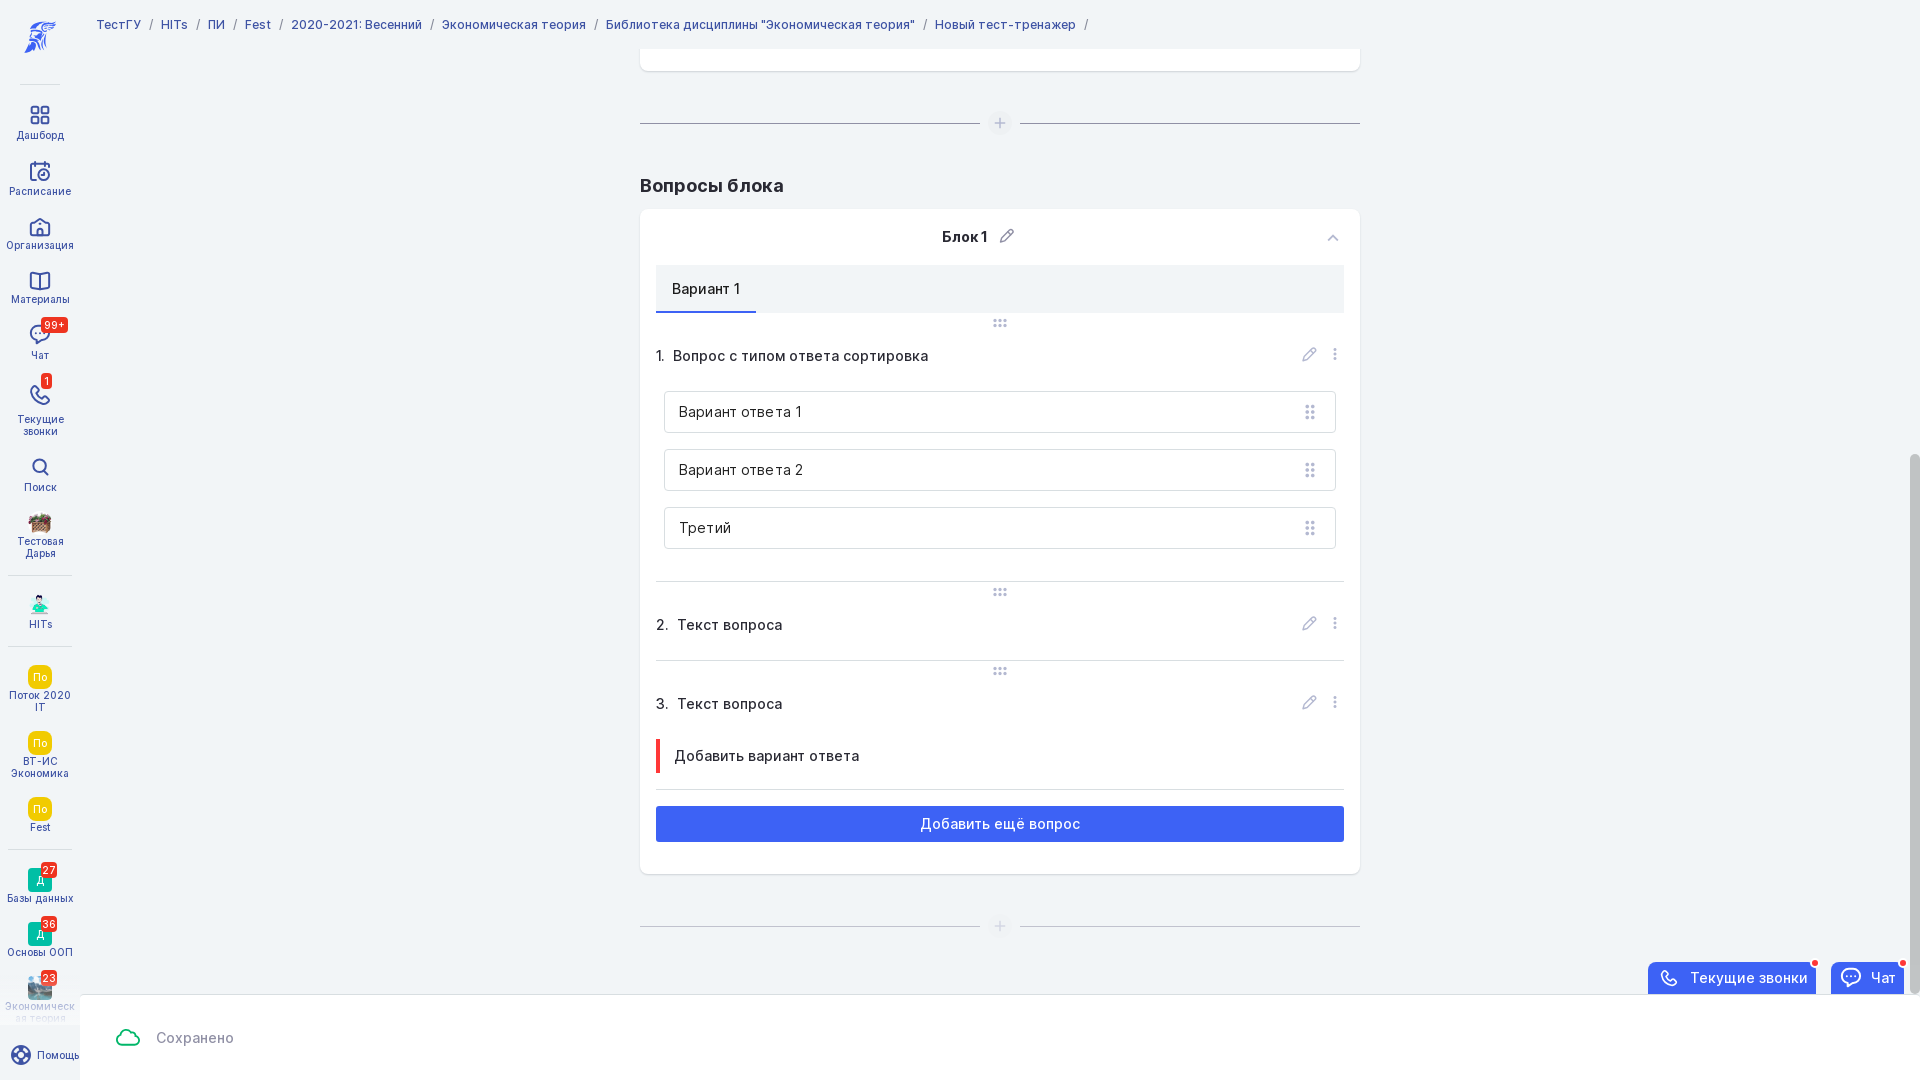 ТестГУ / HITs / ПИ / Fest / 2020-2021: Весенний / Экономическая теория / Библиотека дисциплины "Экономическая теория" / Новый тест-тренажер /
Дашборд
Расписание
Организация
Материалы
99+
Чат
1
Текущие
звонки
Поиск
Тестовая
Дарья
HITs
По
Поток 2020
IT
По
ВТ-ИС
Экономика
По
Fest
27
Д
Базы данных
36
Д
Основы ООП
23
Экономическ
ая теория
Помощь
Вопросы блока
Блок 1
Вариант 1
1. Вопрос с типом ответа сортировка
Вариант ответа 1
Вариант ответа 2
Третий
2. Текст вопроса
3. Текст вопроса
Добавить вариант ответа
Добавить ещё вопрос
Текущие звонки
Чат
Сохранено